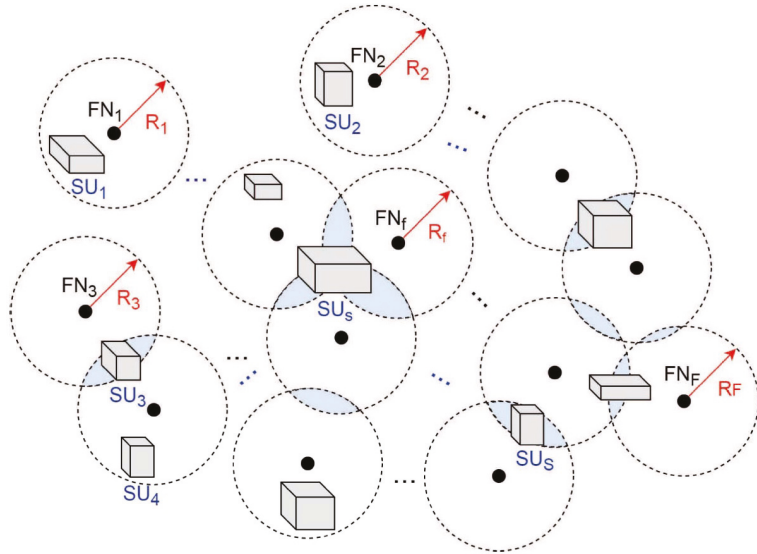 FN1
R1
SU1
FN2
R2
SU2
...
...
...
FNf
Rf
SUs
FN3
R3
SU3
SU4
...
...
...
...
FNF
RF
SUS
...